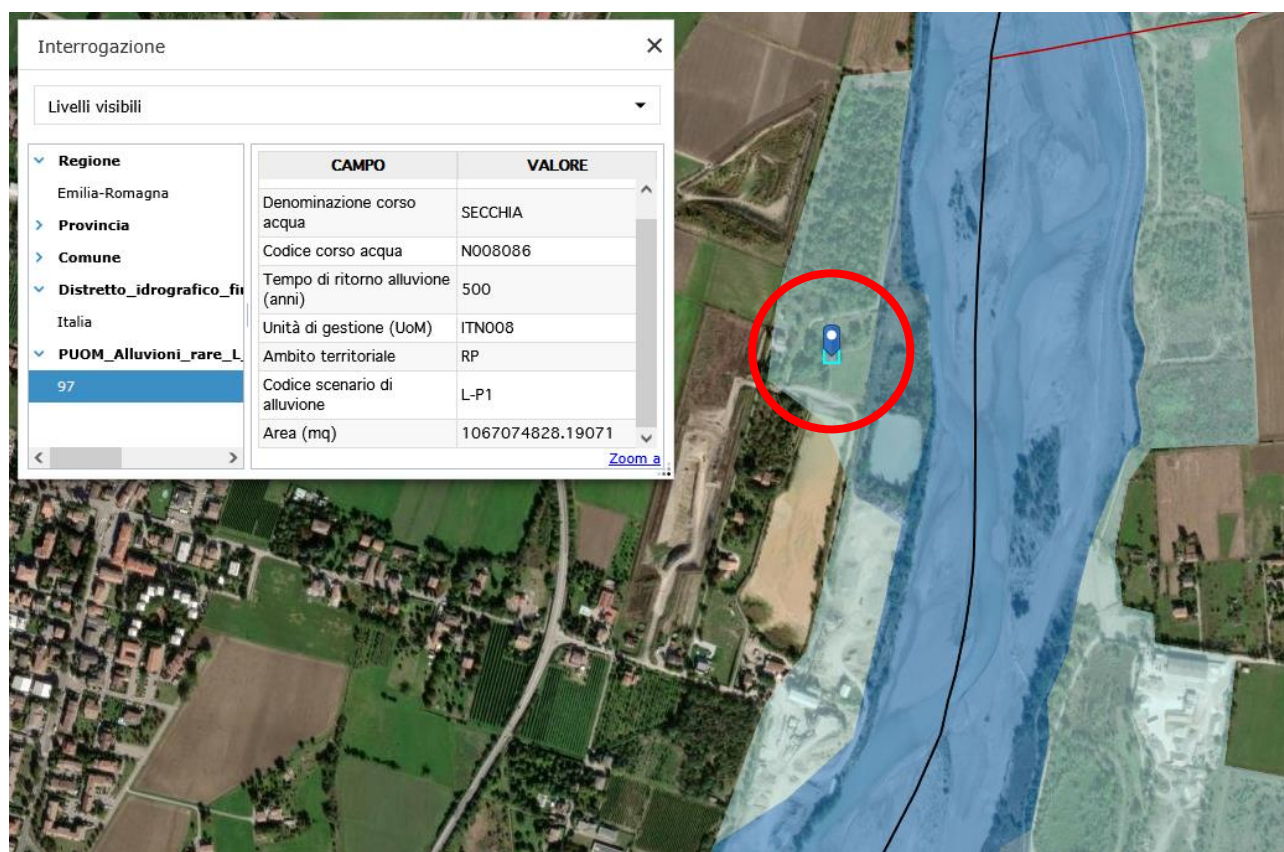 Interrogazione
Livelli visibili
Regione
Emilia-Romagna
Provincia
Comune
Distretto_idrografico_fiu
Italia
PUOM_Alluvioni_rare_L_
97
CAMPO VALORE
Denominazione corso
acqua SECCHIA
Codice corso acqua N008086
Tempo di ritorno alluvione
(anni) 500
Unità di gestione (UoM) ITN008
Ambito territoriale RP
Codice scenario di
alluvione L-P1
Area (mq) 1067074828.19071
Zoom a